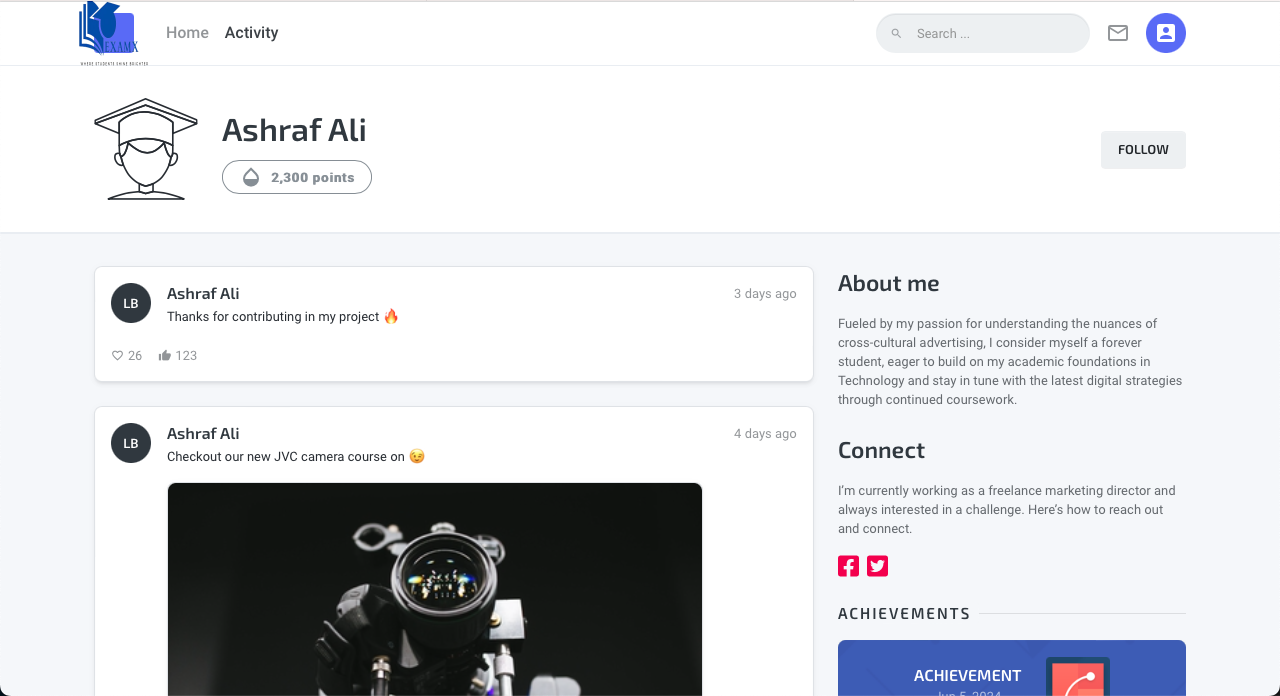 EXAMX
WHERE STUDENTS SHINE BRIGHTER
Home
Activity
Search ...
Ashraf Ali
2,300 points
FOLLOW
LB
Ashraf Ali
3 days ago
Thanks for contributing in my project 🔥
26
123
LB
Ashraf Ali
4 days ago
Checkout our new JVC camera course on 😉
About me
Fueled by my passion for understanding the nuances of
cross-cultural advertising, I consider myself a forever
student, eager to build on my academic foundations in
Technology and stay in tune with the latest digital strategies
through continued coursework.
Connect
I’m currently working as a freelance marketing director and
always interested in a challenge. Here’s how to reach out
and connect.
ACHIEVEMENTS
ACHIEVEMENT
Jun 5, 2024